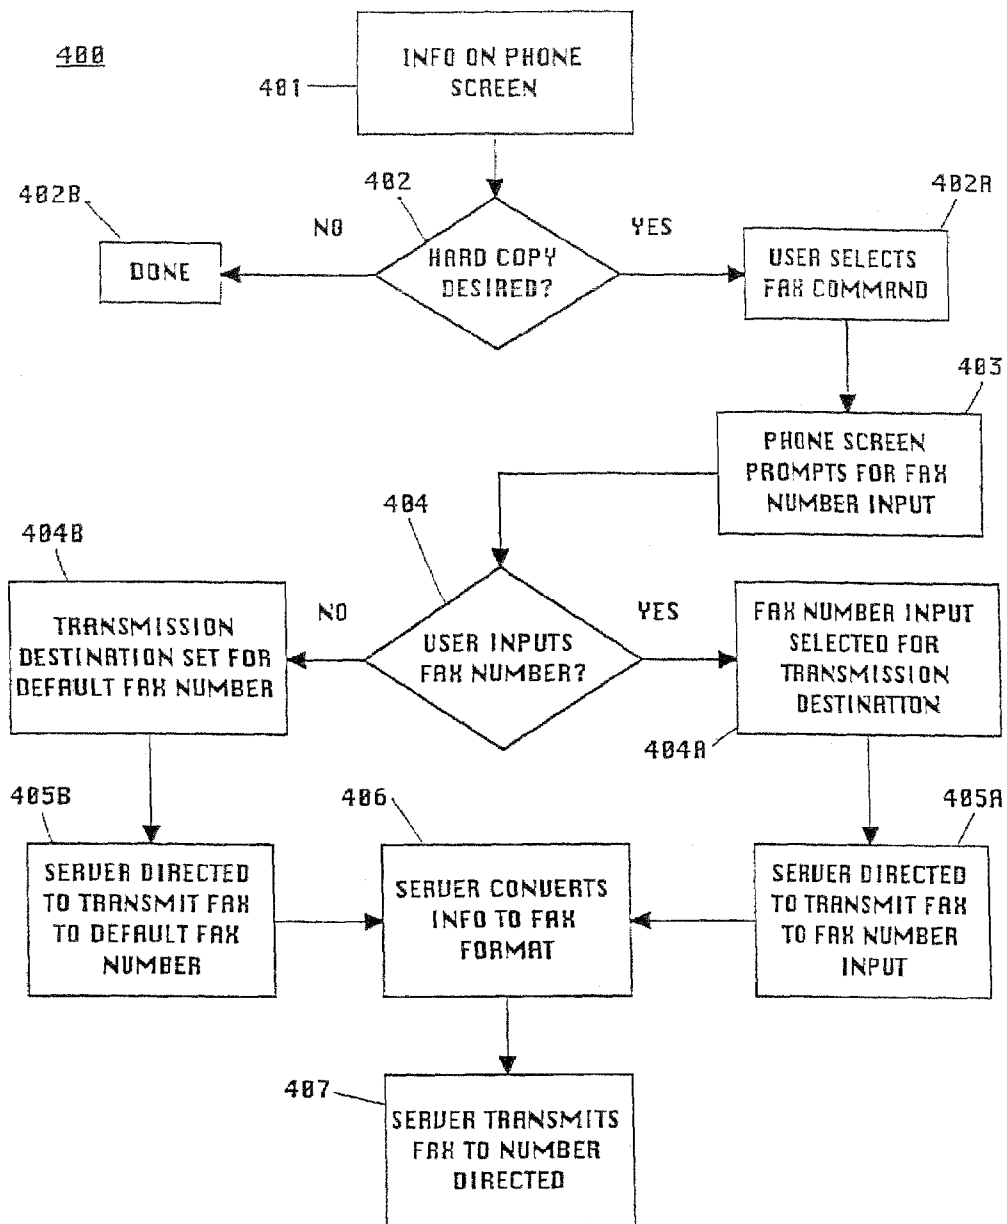 400
INFO ON PHONE
SCREEN
401
402B
402
NO
YES
402A
DONE
HARD COPY
DESIRED?
USER SELECTS
FAX COMMAND
403
PHONE SCREEN
PROMPTS FOR FAX
NUMBER INPUT
404
404B
NO
YES
TRANSMISSION
DESTINATION SET FOR
DEFAULT FAX NUMBER
USER INPUTS
FAX NUMBER?
FAX NUMBER INPUT
SELECTED FOR
TRANSMISSION
DESTINATION
404A
405B
406
405A
SERVER DIRECTED
TO TRANSMIT FAX
TO DEFAULT FAX
NUMBER
SERVER CONVERTS
INFO TO FAX
FORMAT
SERVER DIRECTED
TO TRANSMIT FAX
TO FAX NUMBER
INPUT
407
SERVER TRANSMITS
FAX TO NUMBER
DIRECTED